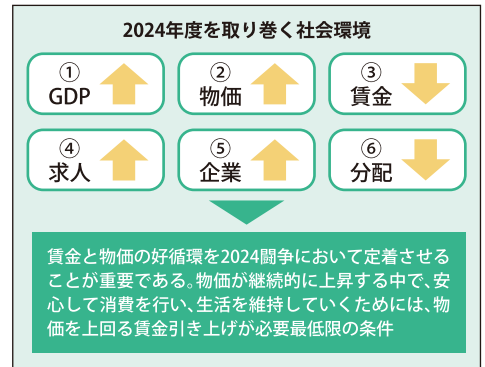 2024年度を取り巻く社会環境
①
GDP
②
物価
③
賃金
④
求人
⑤
企業
⑥
分配
賃金と物価の好循環を2024闘争において定着させる
ことが重要である。物価が継続的に上昇する中で、安
心して消費を行い、生活を維持していくためには、物
価を上回る賃金引き上げが必要最低限の条件